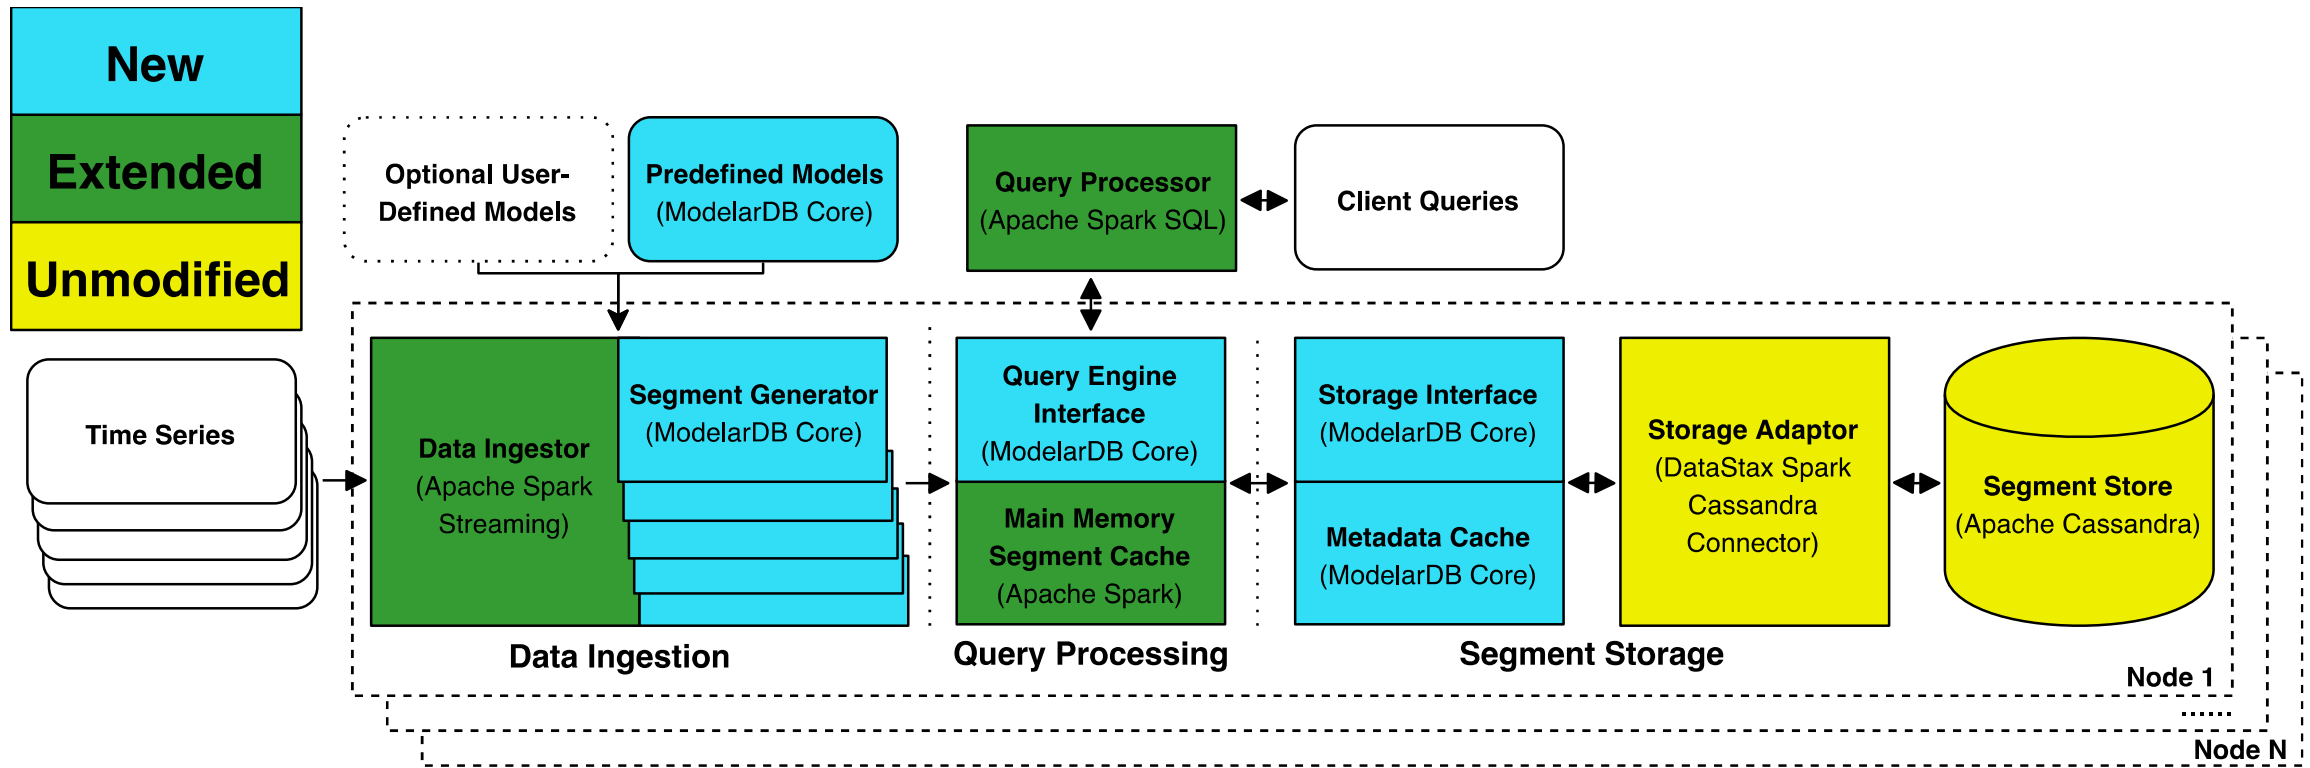 New
Extended
Unmodified
Optional User-
Defined Models
Predefined Models
(ModelarDB Core)
Query Processor
(Apache Spark SQL)
Client Queries
Time Series
Data Ingestor
(Apache Spark
Streaming)
Segment Generator
(ModelarDB Core)
Query Engine
Interface
(ModelarDB Core)
Main Memory
Segment Cache
(Apache Spark)
Storage Interface
(ModelarDB Core)
Metadata Cache
(ModelarDB Core)
Storage Adaptor
(DataStax Spark
Cassandra
Connector)
Segment Store
(Apache Cassandra)
Data Ingestion
Query Processing
Segment Storage
Node 1
......
Node N